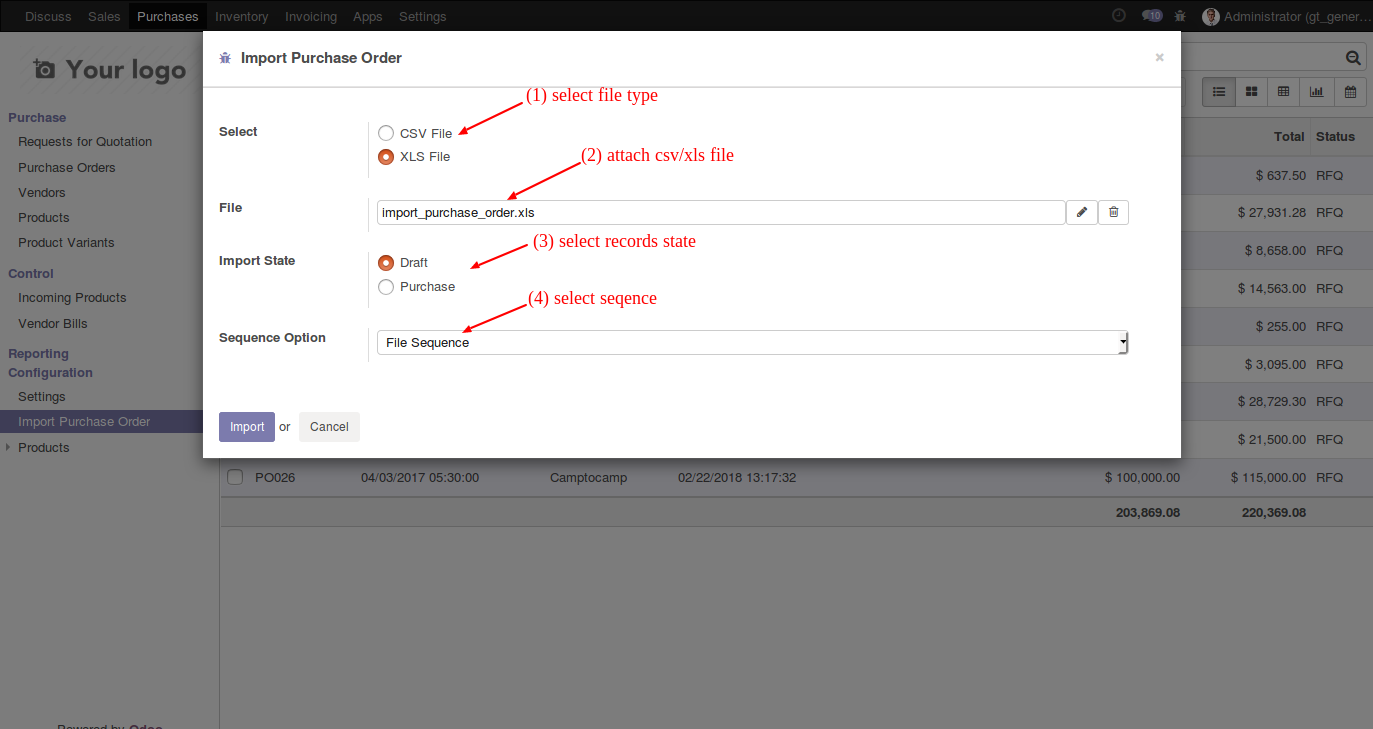 Discuss Sales Purchases Inventory Invoicing Apps Settings 10 Administrator (gt_gener...
Import Purchase Order ×
Your logo
(1) select file type
Purchase
Requests for Quotation
Purchase Orders
Vendors
Products
Product Variants
Control
Incoming Products
Vendor Bills
Reporting
Configuration
Settings
Import Purchase Order
Products
Select
CSV File
XLS File
(2) attach csv/xls file
File
import_purchase_order.xls
(3) select records state
Import State
Draft
Purchase
(4) select seqence
Sequence Option
File Sequence
Import or Cancel
Total Status
$ 637.50 RFQ
$ 27,931.28 RFQ
$ 8,658.00 RFQ
$ 14,563.00 RFQ
$ 255.00 RFQ
$ 3,095.00 RFQ
$ 28,729.30 RFQ
$ 21,500.00 RFQ
PO026 04/03/2017 05:30:00 Camptocamp 02/22/2018 13:17:32 $ 100,000.00 $ 115,000.00 RFQ
203,869.08 220,369.08
Powered by Odoo